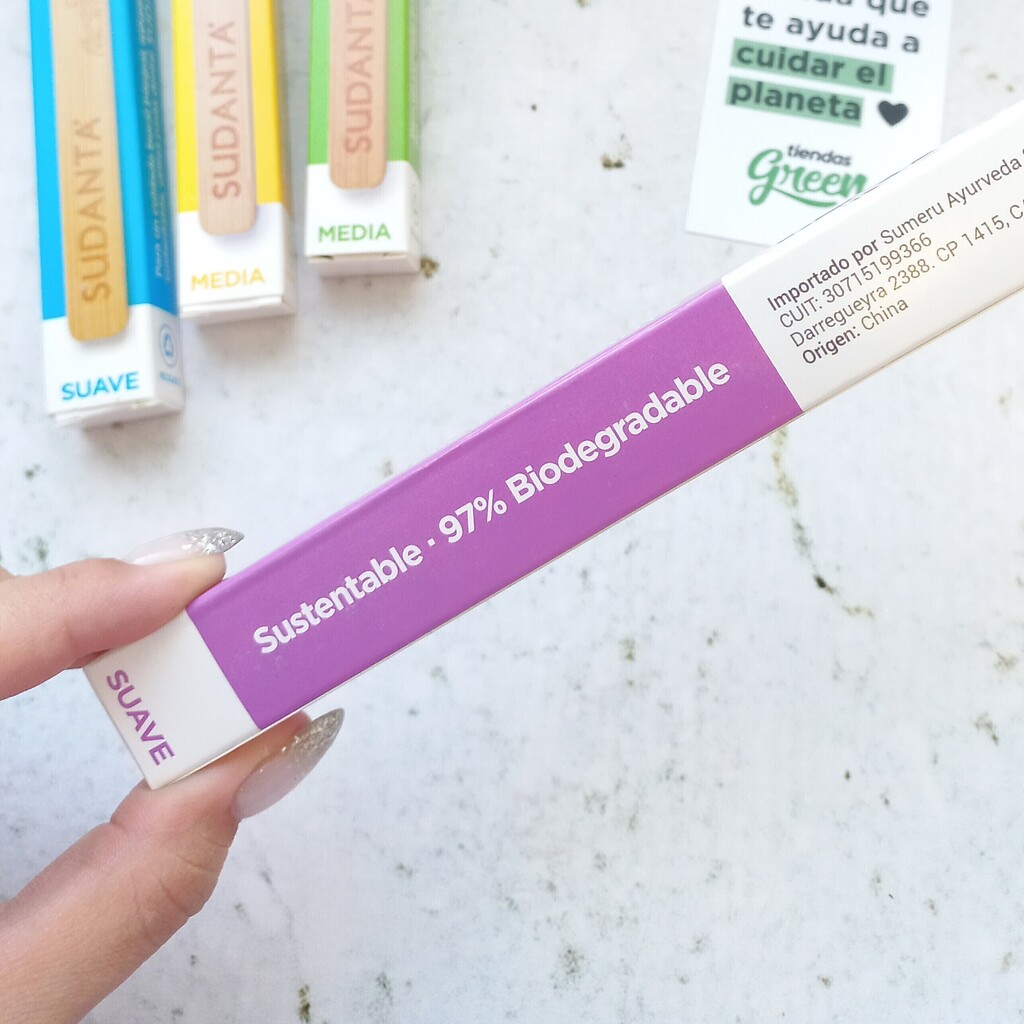 SUDANTA
SUAVE
SUDANTA
MEDIA
SUDANTA
MEDIA
que
te ayuda a
cuidar el
planeta
tiendas
Green
Sustentable · 97% Biodegradable
SUAVE
Importado por Sumeru Ayurveda
CUIT: 30715199366
Darregueyra 2388. CP 1415,
Origen: China